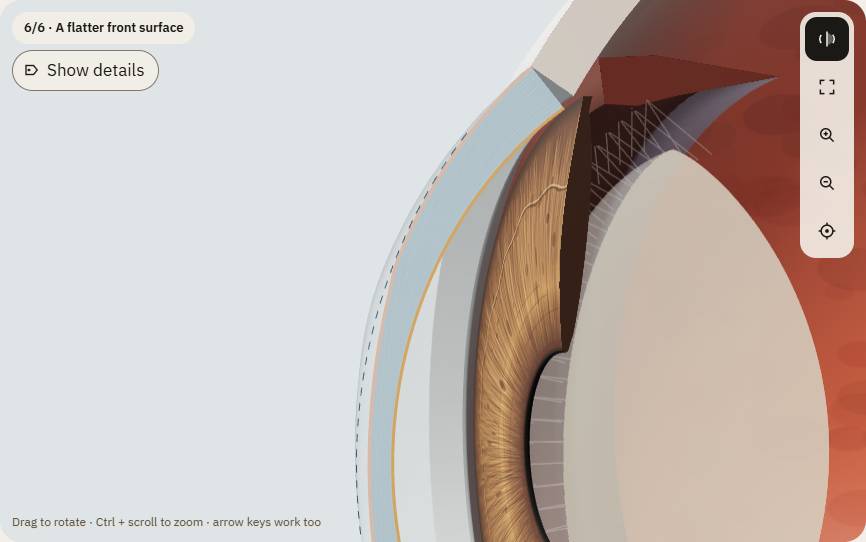 6/6 · A flatter front surface
Show details
Drag to rotate · Ctrl + scroll to zoom · arrow keys work too